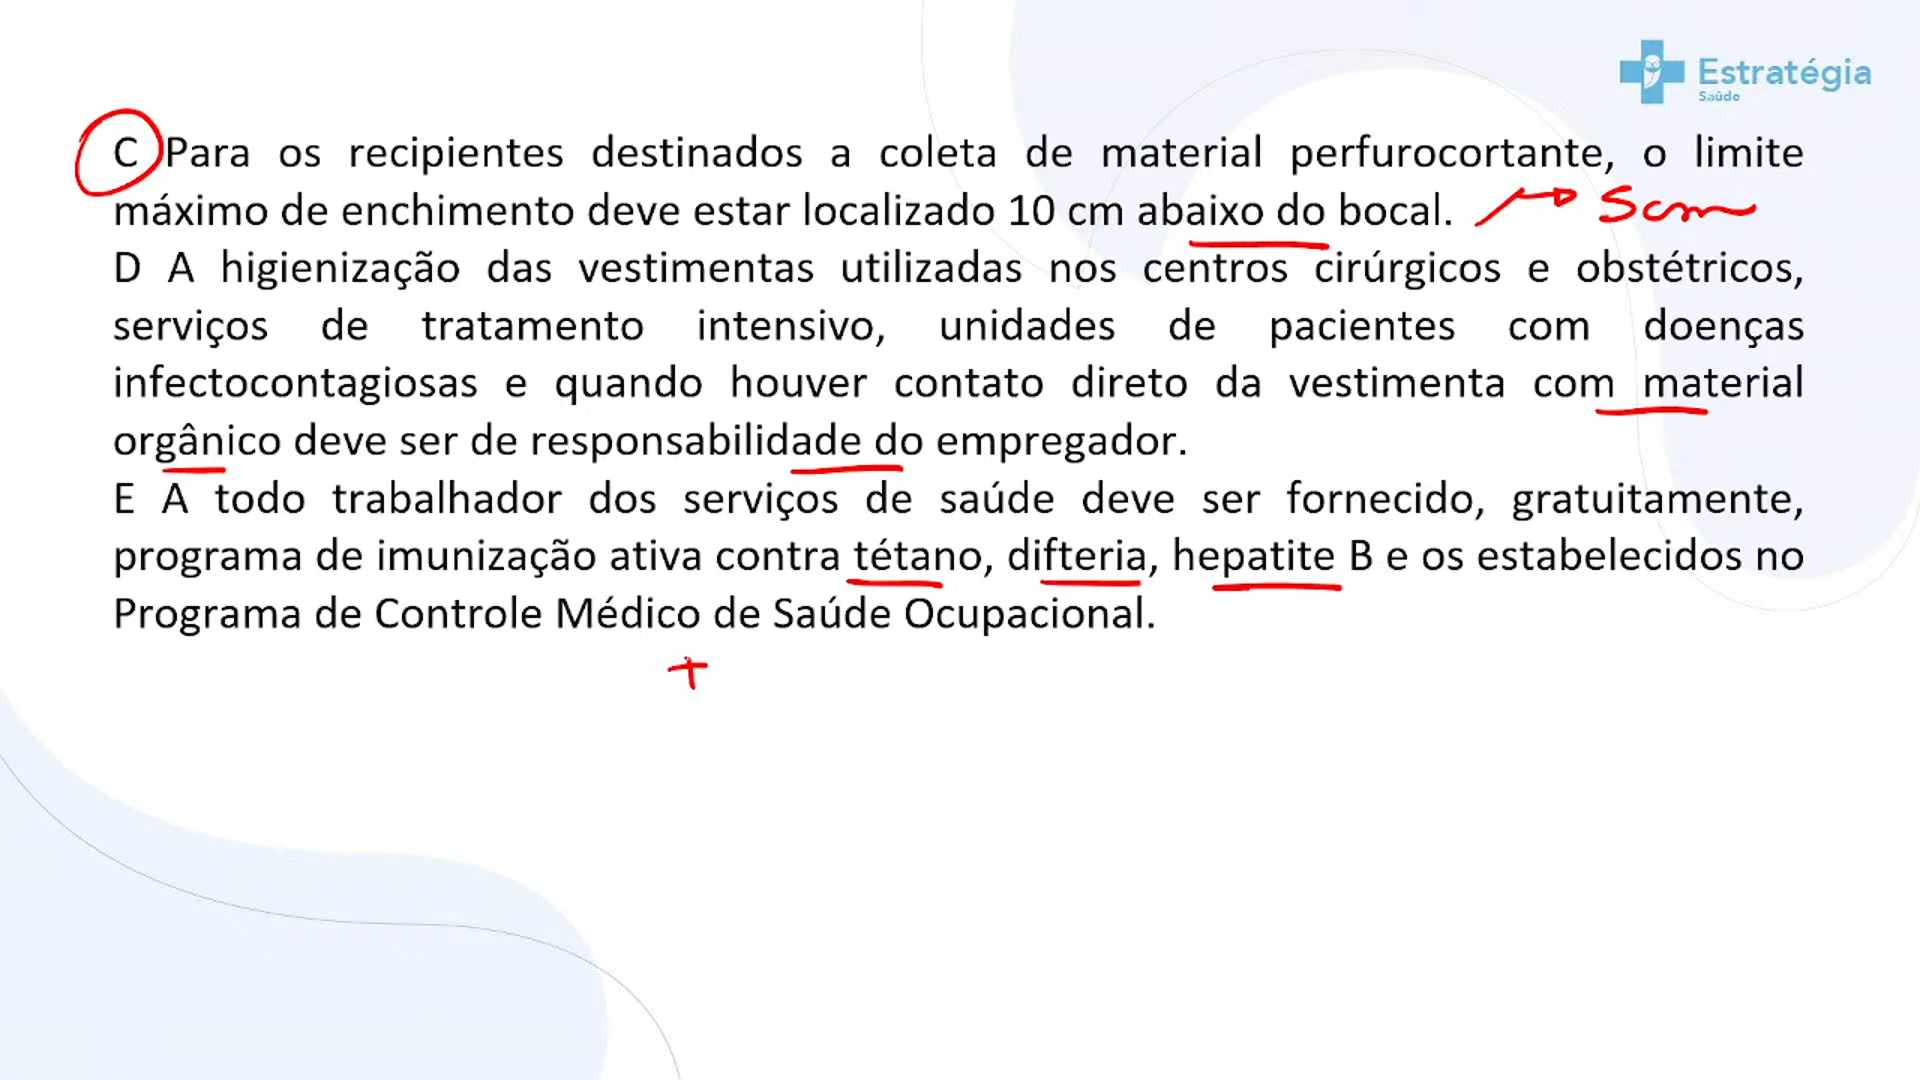 Estratégia
Saúde
C Para os recipientes destinados a coleta de material perfurocortante, o limite
máximo de enchimento deve estar localizado 10 cm abaixo do bocal. 5cm
D A higienização das vestimentas utilizadas nos centros cirúrgicos e obstétricos,
serviços de tratamento intensivo, unidades de pacientes com doenças
infectocontagiosas e quando houver contato direto da vestimenta com material
orgânico deve ser de responsabilidade do empregador.
E A todo trabalhador dos serviços de saúde deve ser fornecido, gratuitamente,
programa de imunização ativa contra tétano, difteria, hepatite B e os estabelecidos no
Programa de Controle Médico de Saúde Ocupacional.
+